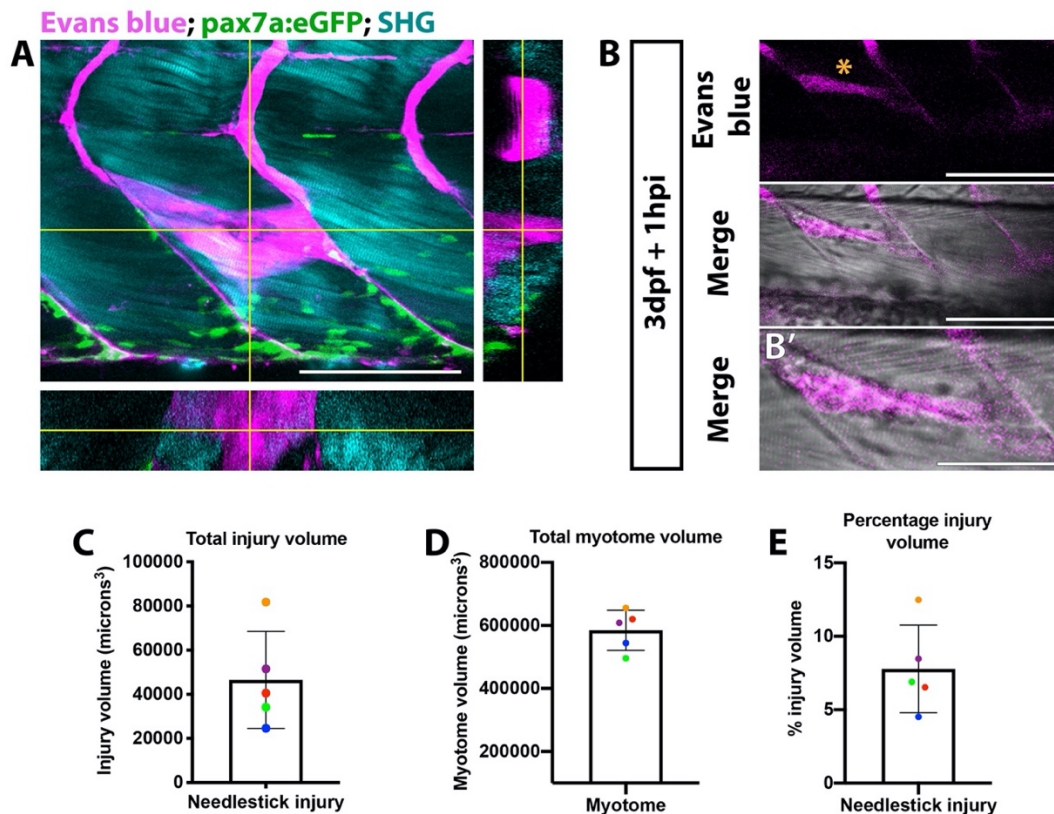 Evans blue; pax7a:eGFP; SHG
A
B
3dpf + 1hpi
Evans
blue
*
Merge
Merge
B'
C
Total injury volume
Injury volume (microns³)
100000
80000
60000
40000
20000
0
Needlestick injury
D
Total myotome volume
Myotome volume (microns³)
800000
600000
400000
200000
Myotome
E
Percentage injury
volume
% injury volume
15
10
5
0
Needlestick injury